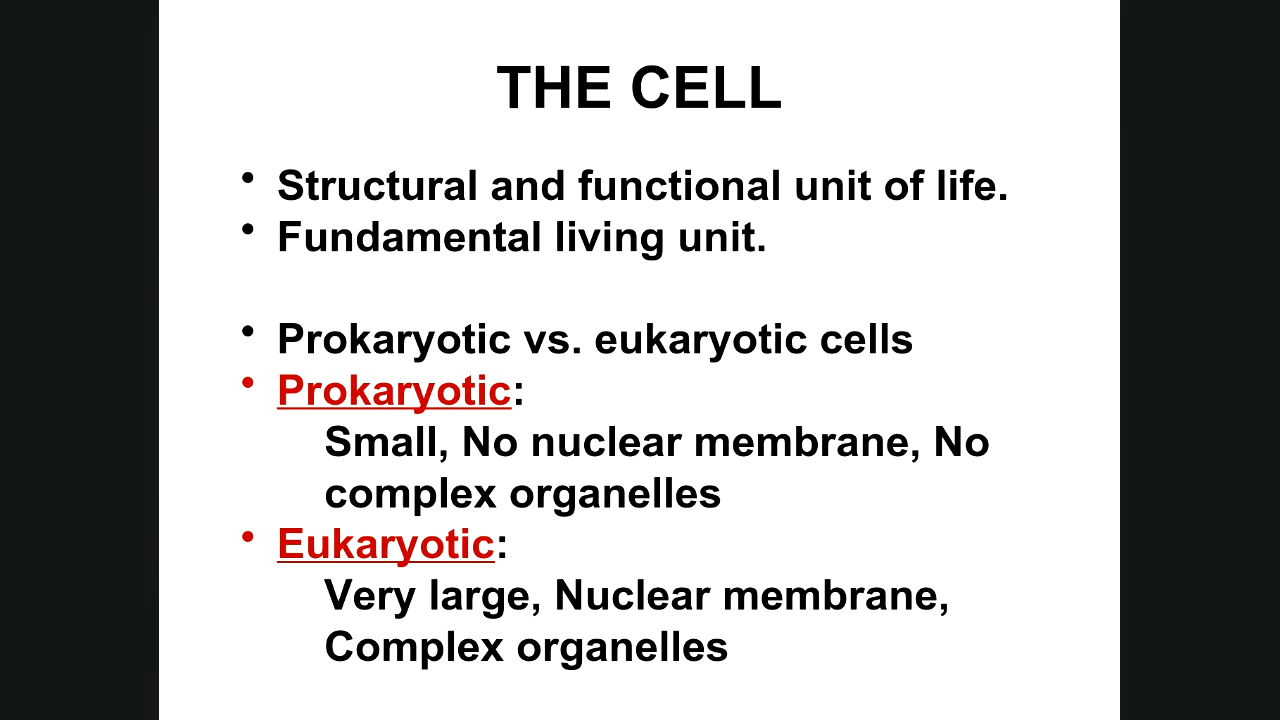 THE CELL
• Structural and functional unit of life.
• Fundamental living unit.
• Prokaryotic vs. eukaryotic cells
• Prokaryotic:
Small, No nuclear membrane, No
complex organelles
• Eukaryotic:
Very large, Nuclear membrane,
Complex organelles